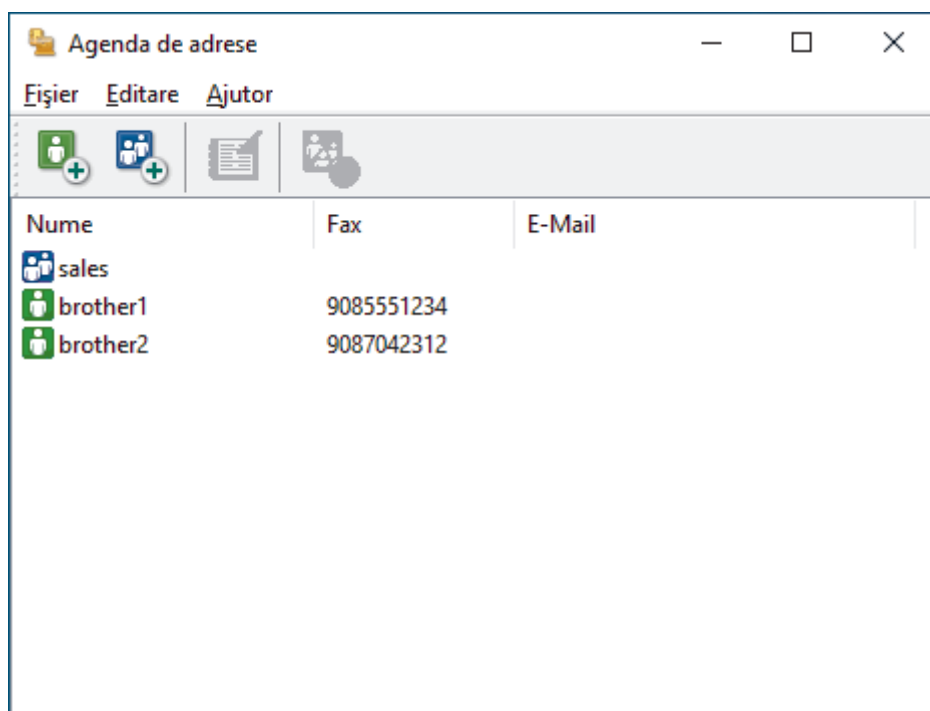 Agenda de adrese
Fişier Editare Ajutor
Nume Fax E-Mail
sales
brother1 9085551234
brother2 9087042312